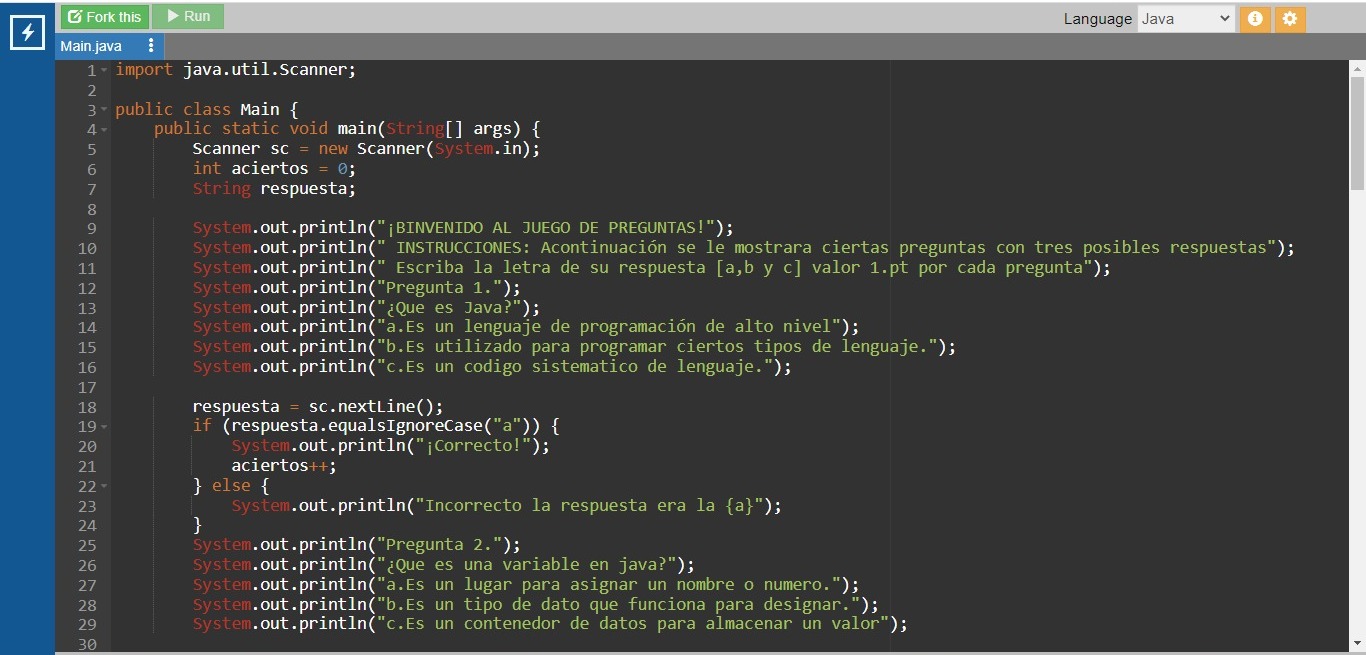 Fork this Run Language Java
Main.java
1 import java.util.Scanner;
2
3 public class Main {
4 public static void main(String[] args) {
5 Scanner sc = new Scanner(System.in);
6 int aciertos = 0;
7 String respuesta;
8
9 System.out.println("¡BINVENIDO AL JUEGO DE PREGUNTAS!");
10 System.out.println(" INSTRUCCIONES: Acontinuación se le mostrara ciertas preguntas con tres posibles respuestas");
11 System.out.println(" Escriba la letra de su respuesta [a,b y c] valor 1.pt por cada pregunta");
12 System.out.println("Pregunta 1.");
13 System.out.println("¿Que es Java?");
14 System.out.println("a.Es un lenguaje de programación de alto nivel");
15 System.out.println("b.Es utilizado para programar ciertos tipos de lenguaje.");
16 System.out.println("c.Es un codigo sistematico de lenguaje.");
17
18 respuesta = sc.nextLine();
19 if (respuesta.equalsIgnoreCase("a")) {
20 System.out.println("¡Correcto!");
21 aciertos++;
22 } else {
23 System.out.println("Incorrecto la respuesta era la {a}");
24 }
25 System.out.println("Pregunta 2.");
26 System.out.println("¿Que es una variable en java?");
27 System.out.println("a.Es un lugar para asignar un nombre o numero.");
28 System.out.println("b.Es un tipo de dato que funciona para designar.");
29 System.out.println("c.Es un contenedor de datos para almacenar un valor");
30